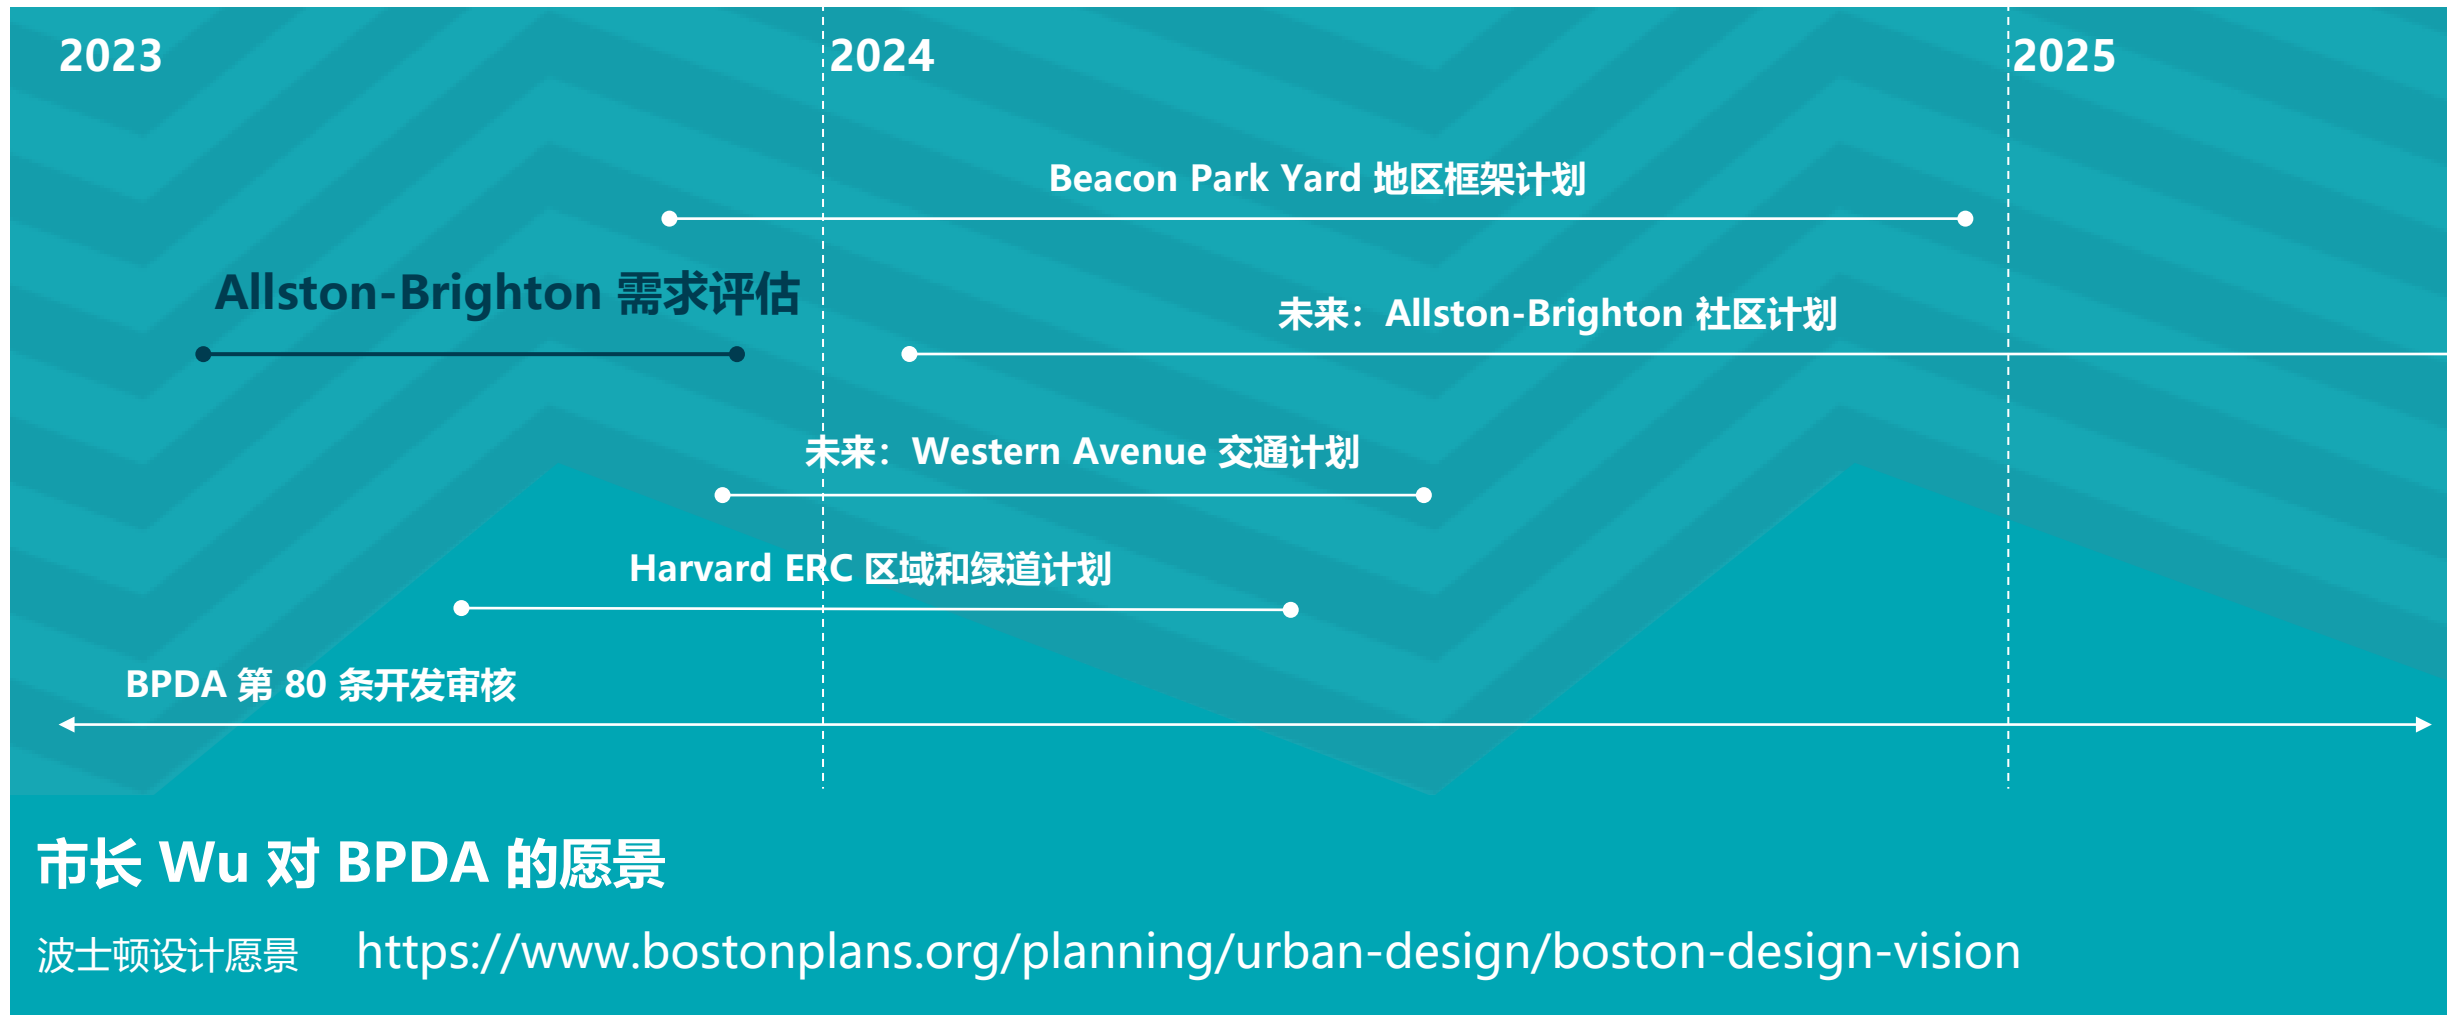 2023 2024 2025
Beacon Park Yard 地区框架计划
Allston-Brighton 需求评估
未来：Allston-Brighton 社区计划
未来：Western Avenue 交通计划
Harvard ERC 区域和绿道计划
BPDA 第 80 条开发审核
市长 Wu 对 BPDA 的愿景
波士顿设计愿景 https://www.bostonplans.org/planning/urban-design/boston-design-vision